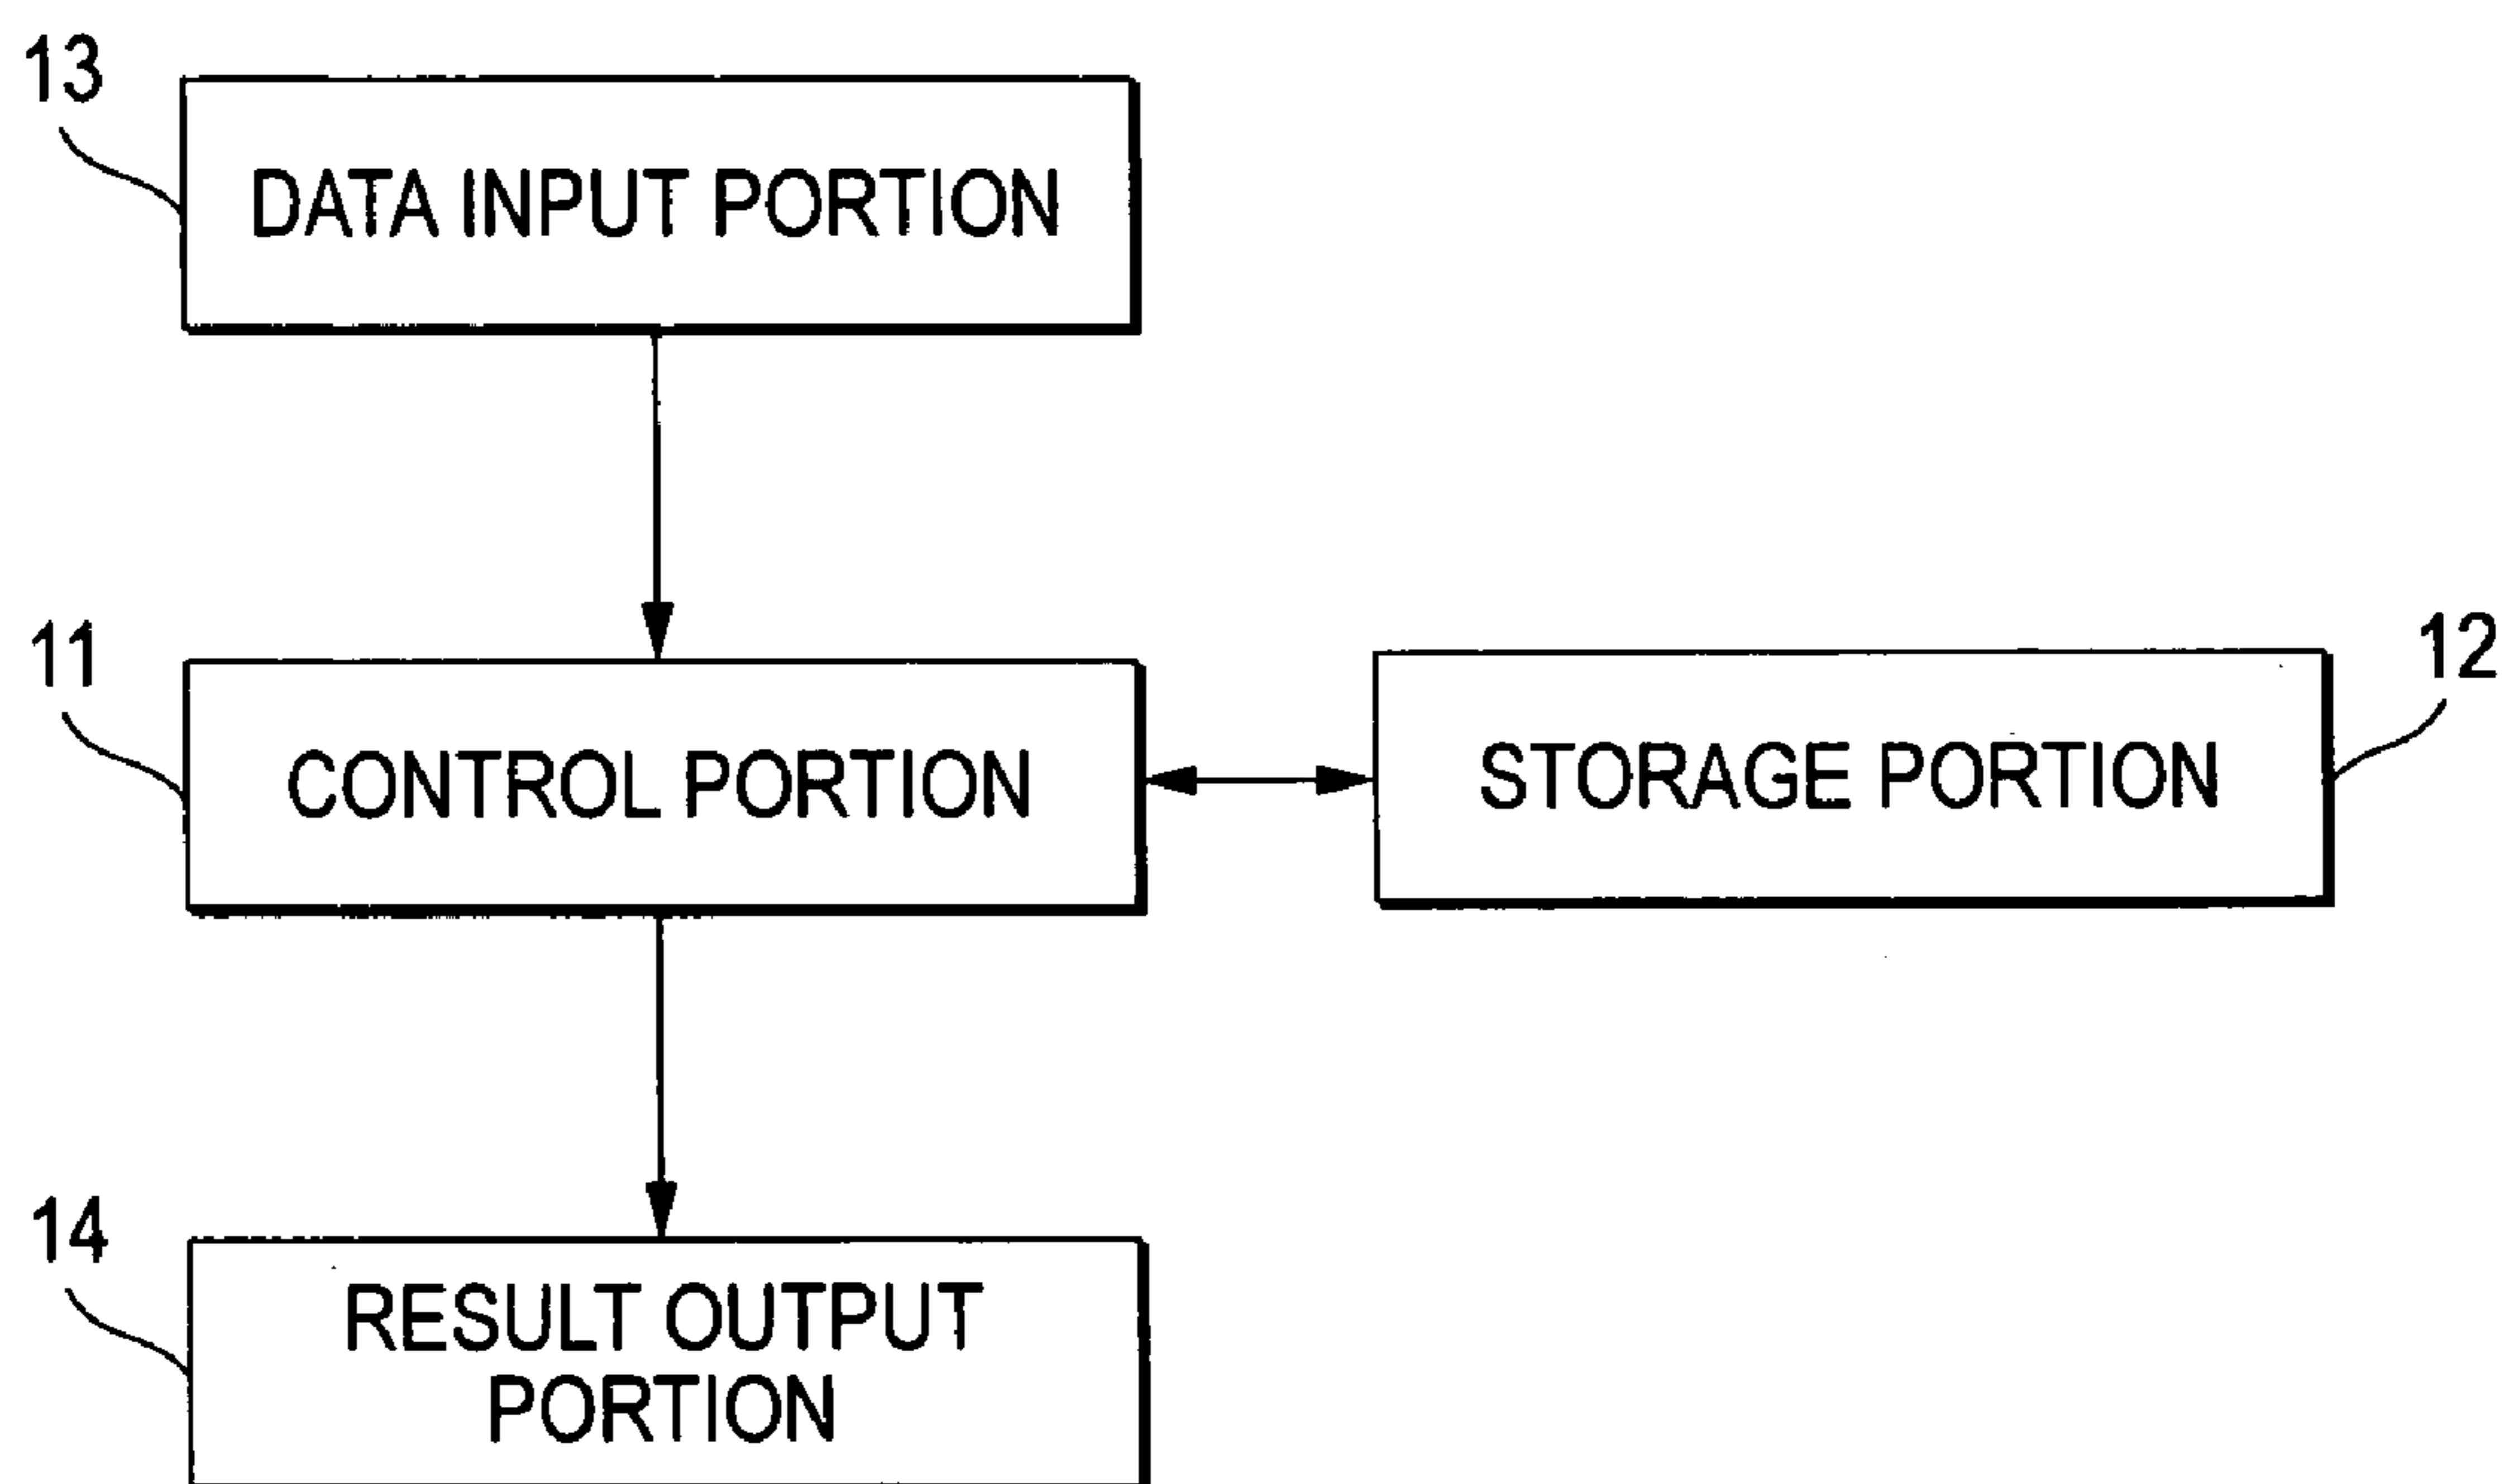 13
DATA INPUT PORTION
11
CONTROL PORTION
12
STORAGE PORTION
14
RESULT OUTPUT
PORTION